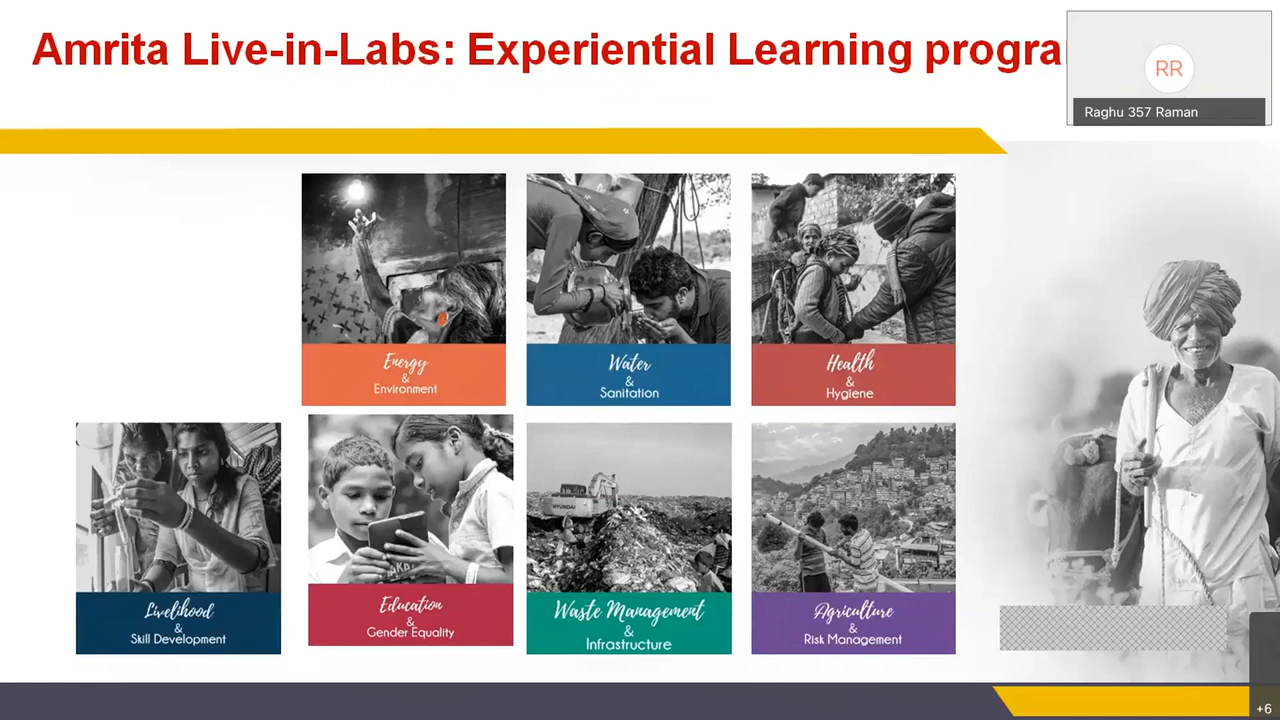 Amrita Live-in-Labs: Experiential Learning progra
RR
Raghu 357 Raman
Energy
&
Environment
Water
&
Sanitation
Health
&
Hygiene
HYUNDAI
Livelihood
&
Skill Development
Education
&
Gender Equality
Waste Management
&
Infrastructure
Agriculture
&
Risk Management
+6